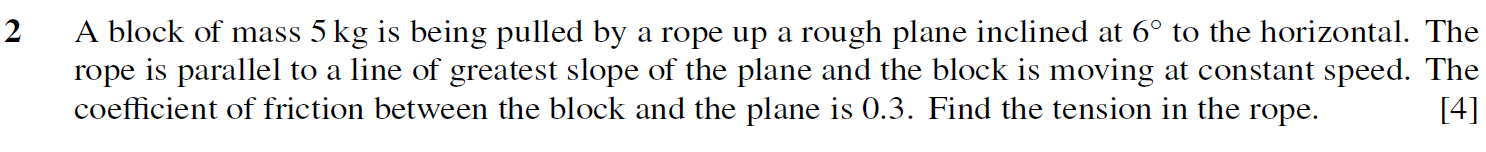 2 A block of mass 5 kg is being pulled by a rope up a rough plane inclined at 6° to the horizontal. The
rope is parallel to a line of greatest slope of the plane and the block is moving at constant speed. The
coefficient of friction between the block and the plane is 0.3. Find the tension in the rope. [4]